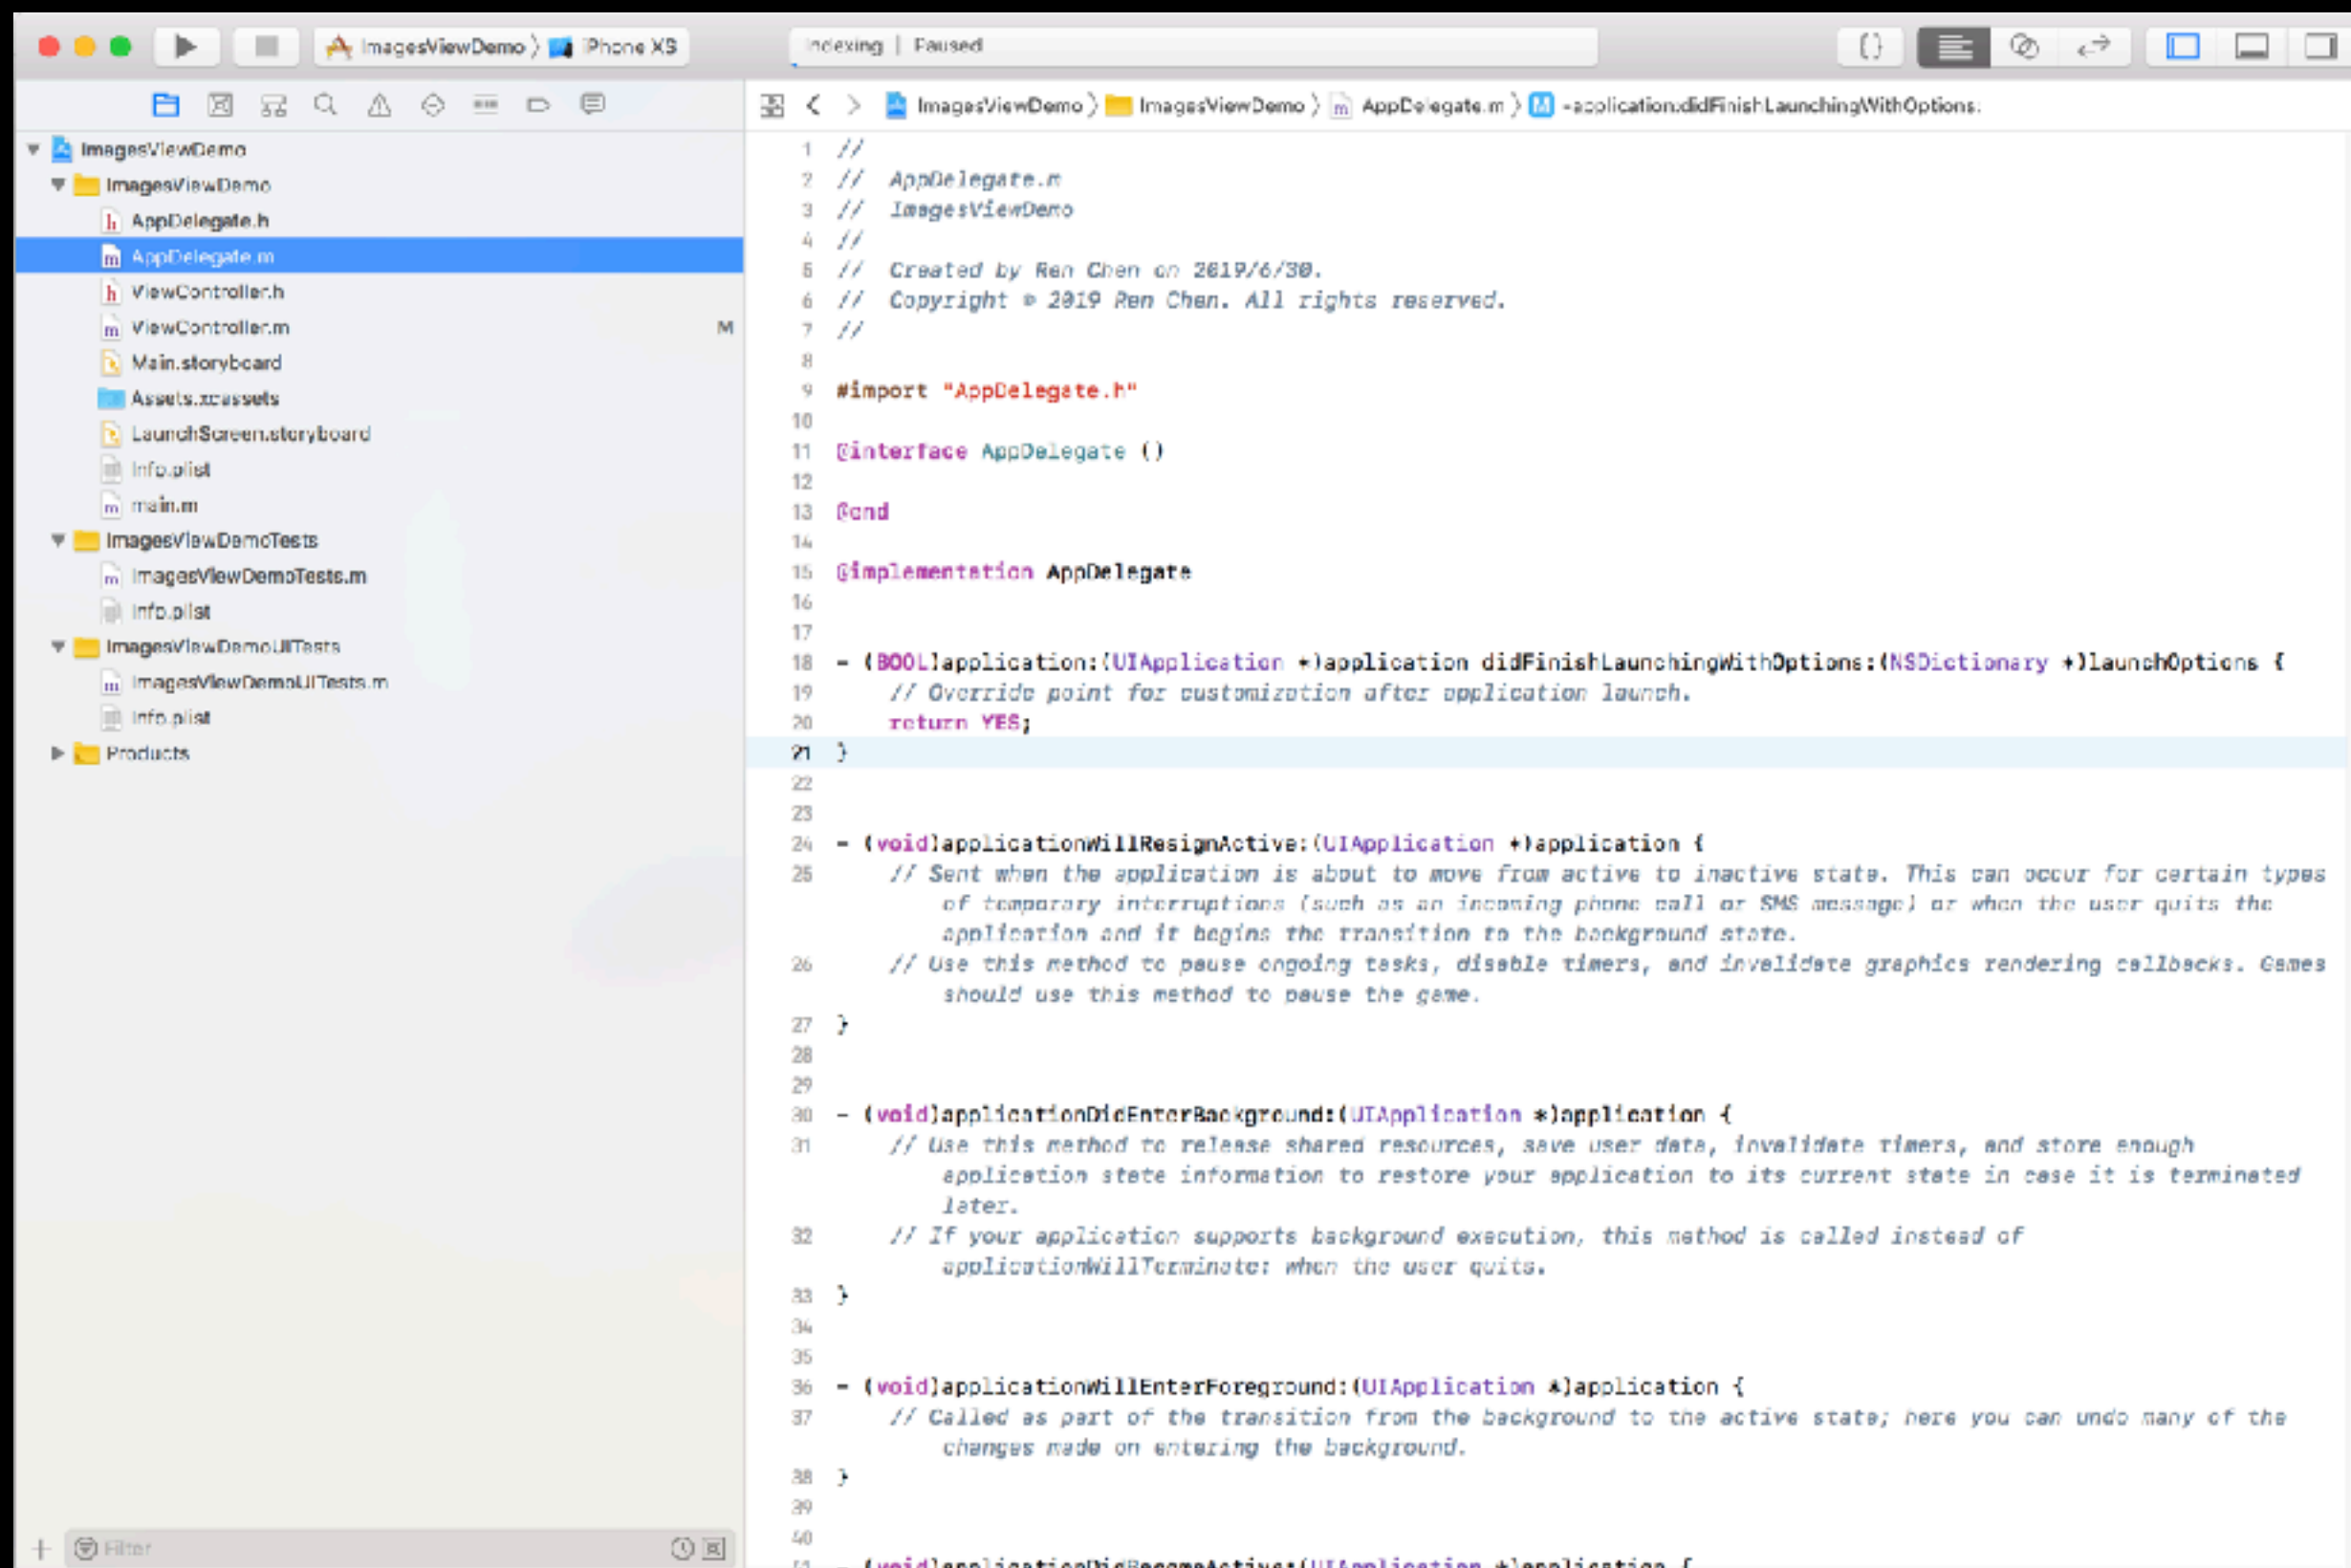 ImagesViewDemo 〉 iPhone XS
Indexing | Paused
ImagesViewDemo 〉 ImagesViewDemo 〉 m AppDelegate.m 〉 M -application:didFinishLaunchingWithOptions:
ImagesViewDemo
ImagesViewDemo
h AppDelegate.h
m AppDelegate.m
h ViewController.h
m ViewController.m M
Main.storyboard
Assets.xcassets
LaunchScreen.storyboard
Info.plist
m main.m
ImagesViewDemoTests
m ImagesViewDemoTests.m
Info.plist
ImagesViewDemoUITests
m ImagesViewDemoUITests.m
Info.plist
Products
Filter
1 //
2 // AppDelegate.m
3 // ImagesViewDemo
4 //
5 // Created by Ren Chen on 2019/6/30.
6 // Copyright © 2019 Ren Chen. All rights reserved.
7 //
8
9 #import "AppDelegate.h"
10
11 @interface AppDelegate ()
12
13 @end
14
15 @implementation AppDelegate
16
17
18 - (BOOL)application:(UIApplication *)application didFinishLaunchingWithOptions:(NSDictionary *)launchOptions {
19 // Override point for customization after application launch.
20 return YES;
21 }
22
23
24 - (void)applicationWillResignActive:(UIApplication *)application {
25 // Sent when the application is about to move from active to inactive state. This can occur for certain types
of temporary interruptions (such as an incoming phone call or SMS message) or when the user quits the
application and it begins the transition to the background state.
26 // Use this method to pause ongoing tasks, disable timers, and invalidate graphics rendering callbacks. Games
should use this method to pause the game.
27 }
28
29
30 - (void)applicationDidEnterBackground:(UIApplication *)application {
31 // Use this method to release shared resources, save user data, invalidate timers, and store enough
application state information to restore your application to its current state in case it is terminated
later.
32 // If your application supports background execution, this method is called instead of
applicationWillTerminate: when the user quits.
33 }
34
35
36 - (void)applicationWillEnterForeground:(UIApplication *)application {
37 // Called as part of the transition from the background to the active state; here you can undo many of the
changes made on entering the background.
38 }
39
40
41 - (void)applicationDidBecomeActive:(UIApplication *)application {